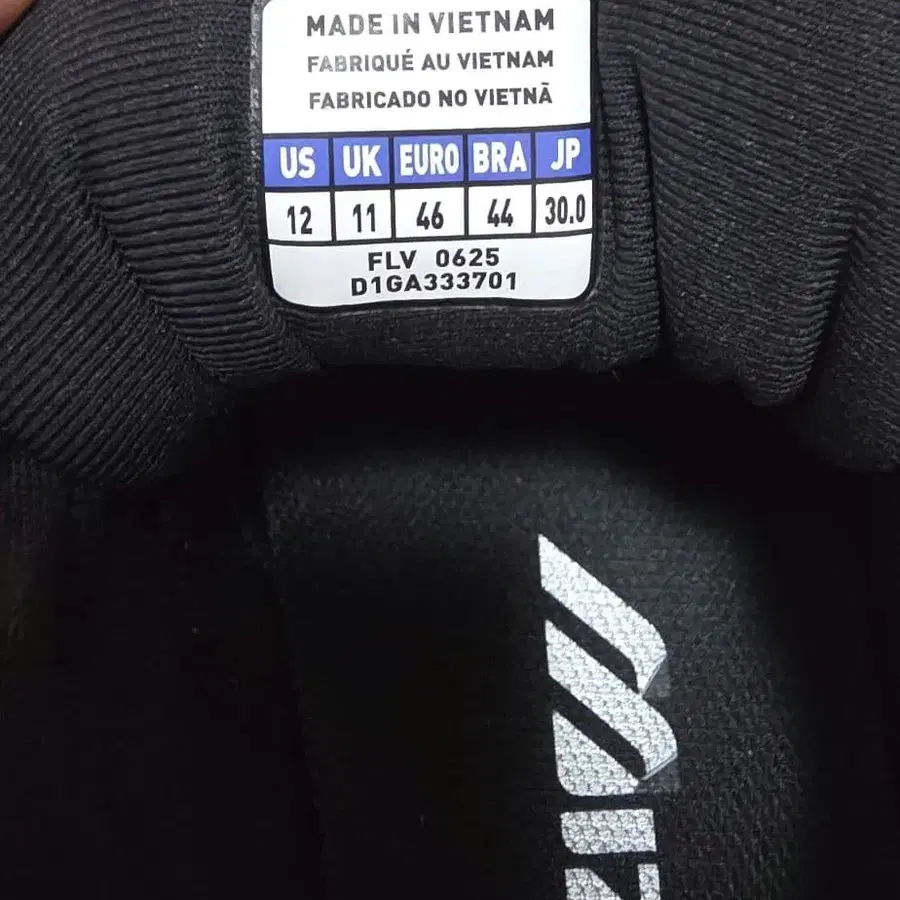 MADE IN VIETNAM
FABRIQUÉ AU VIETNAM
FABRICADO NO VIETNÃ
US UK EURO BRA JP
12 11 46 44 30.0
FLV 0625
D1GA333701